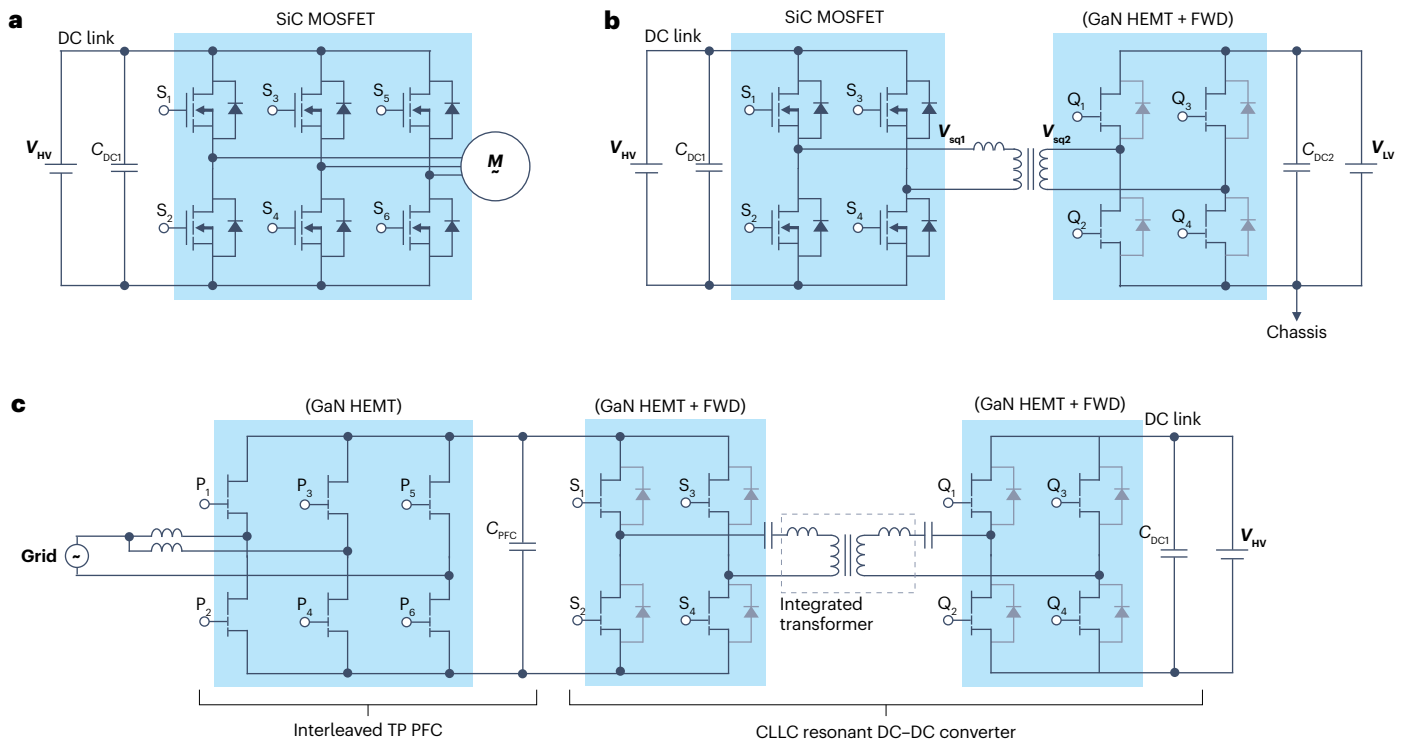 a
SiC MOSFET
DC link
S1
S3
S5
VHV
CDC1
M
~
S2
S4
S6
b
SiC MOSFET
(GaN HEMT + FWD)
DC link
S1
S3
Q1
Q3
Vsq1
Vsq2
VHV
CDC1
CDC2
VLV
S2
S4
Q2
Q4
Chassis
c
(GaN HEMT)
(GaN HEMT + FWD)
(GaN HEMT + FWD)
DC link
P1
P3
P5
S1
S3
Q1
Q3
CPFC
CDC1
VHV
Grid
~
P2
P4
P6
S2
S4
Integrated
transformer
Q2
Q4
Interleaved TP PFC
CLLC resonant DC–DC converter